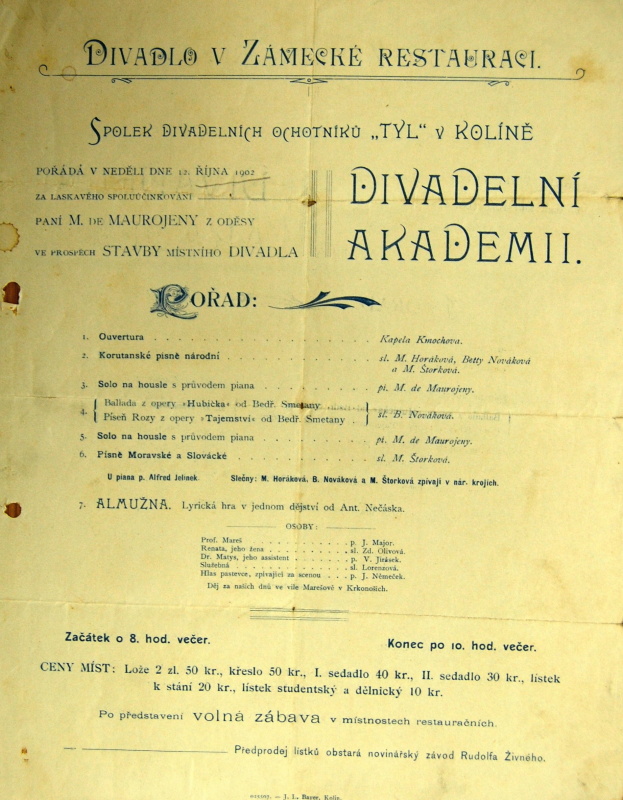 Divadlo v Zámecké restauraci.
Spolek divadelních ochotníků „TYL“ v Kolíně
pořádá v neděli dne 12. října 1902
za laskavého spoluúčinkování
paní M. de Maurojeny z Oděsy
ve prospěch stavby místního divadla
DIVADELNÍ
AKADEMII.
Pořad:
1. Ouvertura . . . . . . . . . . . . . . . . . . Kapela Kmochova.
2. Korutanské písně národní . . . . . . . . . . sl. M. Horáková, Betty Nováková
a M. Štorková.
3. Solo na housle s průvodem piana . . . . . . . . pí. M. de Maurojeny.
4. { Ballada z opery »Hubička« od Bedř. Smetany
Píseň Rozy z opery »Tajemství« od Bedř. Smetany . } sl. B. Nováková.
5. Solo na housle s průvodem piana . . . . . . . . pí. M. de Maurojeny.
6. Písně Moravské a Slovácké . . . . . . . . . . sl. M. Štorková.
U piana p. Alfred Jelínek. Slečny: M. Horáková, B. Nováková a M. Štorková zpívají v nár. krojích.
7. ALMUŽNA. Lyrická hra v jednom dějství od Ant. Nečáska.
OSOBY:
Prof. Mareš . . . . . . . . . . p. J. Major.
Renata, jeho žena . . . . . . . . sl. Zd. Olivová.
Dr. Matys, jeho assistent . . . . . . p. V. Jirásek.
Služebná . . . . . . . . . . . sl. Lorenzová.
Hlas pastevce, zpívající za scenou . . . p. J. Němeček.
Děj za našich dnů ve vile Marešově v Krkonoších.
Začátek o 8. hod. večer.
Konec po 10. hod. večer.
CENY MÍST: Lože 2 zl. 50 kr., křeslo 50 kr., I. sedadlo 40 kr., II. sedadlo 30 kr., lístek
k stání 20 kr., lístek studentský a dělnický 10 kr.
Po představení volná zábava v místnostech restauračních.
Předprodej lístků obstará novinářský závod Rudolfa Živného.
J. L. Bayer, Kolín.